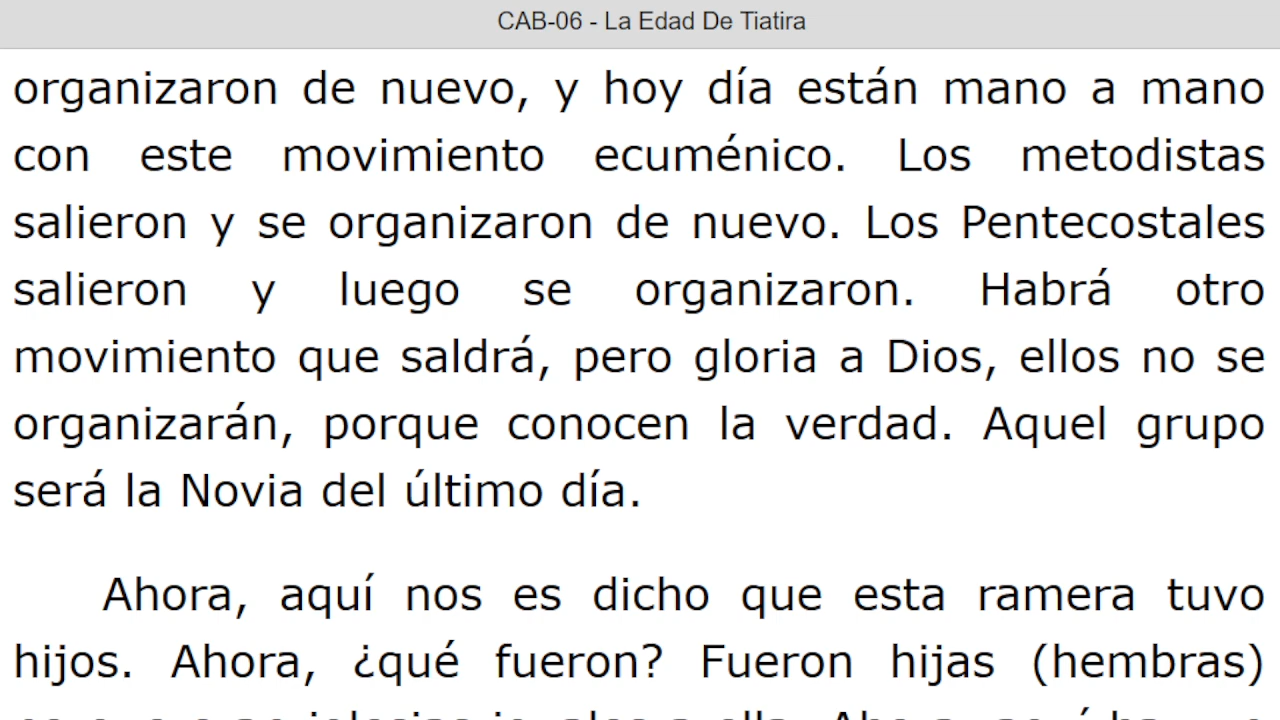 CAB-06 - La Edad De Tiatira
organizaron de nuevo, y hoy día están mano a mano
con este movimiento ecuménico. Los metodistas
salieron y se organizaron de nuevo. Los Pentecostales
salieron y luego se organizaron. Habrá otro
movimiento que saldrá, pero gloria a Dios, ellos no se
organizarán, porque conocen la verdad. Aquel grupo
será la Novia del último día.
Ahora, aquí nos es dicho que esta ramera tuvo
hijos. Ahora, ¿qué fueron? Fueron hijas (hembras)